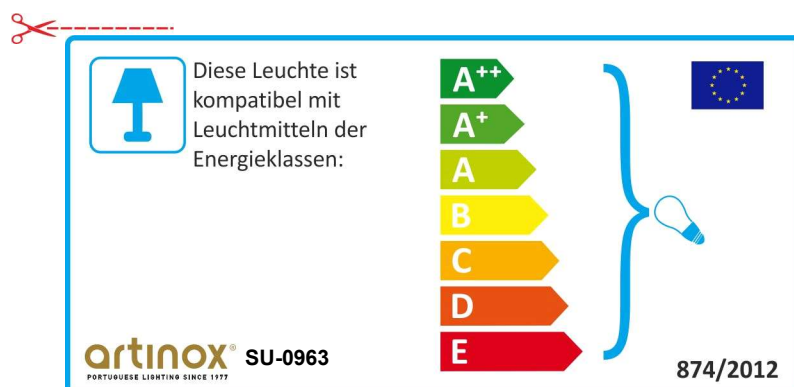 Diese Leuchte ist
kompatibel mit
Leuchtmitteln der
Energieklassen:
A++
A+
A
B
C
D
E
artinox® SU-0963
PORTUGUESE LIGHTING SINCE 1977
874/2012